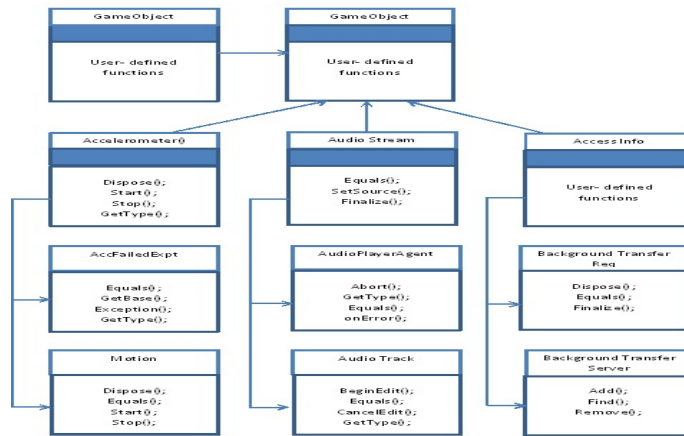 GameObject
User- defined
functions
GameObject
User- defined
functions
Accelerometer()
Dispose();
Start();
Stop();
GetType();
Audio Stream
Equals();
SetSource();
Finalize();
Access Info
User- defined
functions
AccFailedExpt
Equals();
GetBase();
Exception();
GetType();
AudioPlayerAgent
Abort();
GetType();
Equals();
onError();
Background Transfer
Req
Dispose();
Equals();
Finalize();
Motion
Dispose();
Equals();
Start();
Stop();
Audio Track
BeginEdit();
Equals();
CancelEdit();
GetType();
Background Transfer
Server
Add();
Find();
Remove();